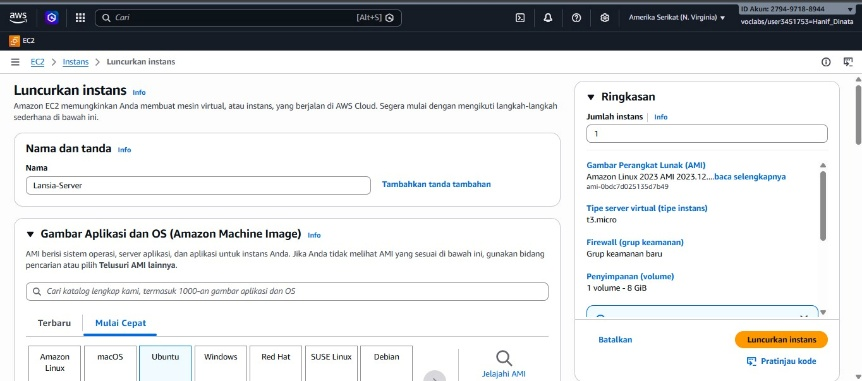 aws
Cari
[Alt+S]
Amerika Serikat (N. Virginia)
ID Akun: 2794-9718-8944
voclabs/user3451753=Hanif_Dinata
EC2
EC2 > Instans > Luncurkan instans
Luncurkan instans Info
Amazon EC2 memungkinkan Anda membuat mesin virtual, atau instans, yang berjalan di AWS Cloud. Segera mulai dengan mengikuti langkah-langkah
sederhana di bawah ini.
Nama dan tanda Info
Nama
Lansia-Server
Tambahkan tanda tambahan
Gambar Aplikasi dan OS (Amazon Machine Image) Info
AMI berisi sistem operasi, server aplikasi, dan aplikasi untuk instans Anda. Jika Anda tidak melihat AMI yang sesuai di bawah ini, gunakan bidang
pencarian atau pilih Telusuri AMI lainnya.
Cari katalog lengkap kami, termasuk 1000-an gambar aplikasi dan OS
Terbaru
Mulai Cepat
Amazon
Linux
macOS
Ubuntu
Windows
Red Hat
SUSE Linux
Debian
Jelajahi AMI
Ringkasan
Jumlah instans Info
1
Gambar Perangkat Lunak (AMI)
Amazon Linux 2023 AMI 2023.12....baca selengkapnya
ami-0bdc7d025135d7b49
Tipe server virtual (tipe instans)
t3.micro
Firewall (grup keamanan)
Grup keamanan baru
Penyimpanan (volume)
1 volume - 8 GiB
Batalkan
Luncurkan instans
Pratinjau kode